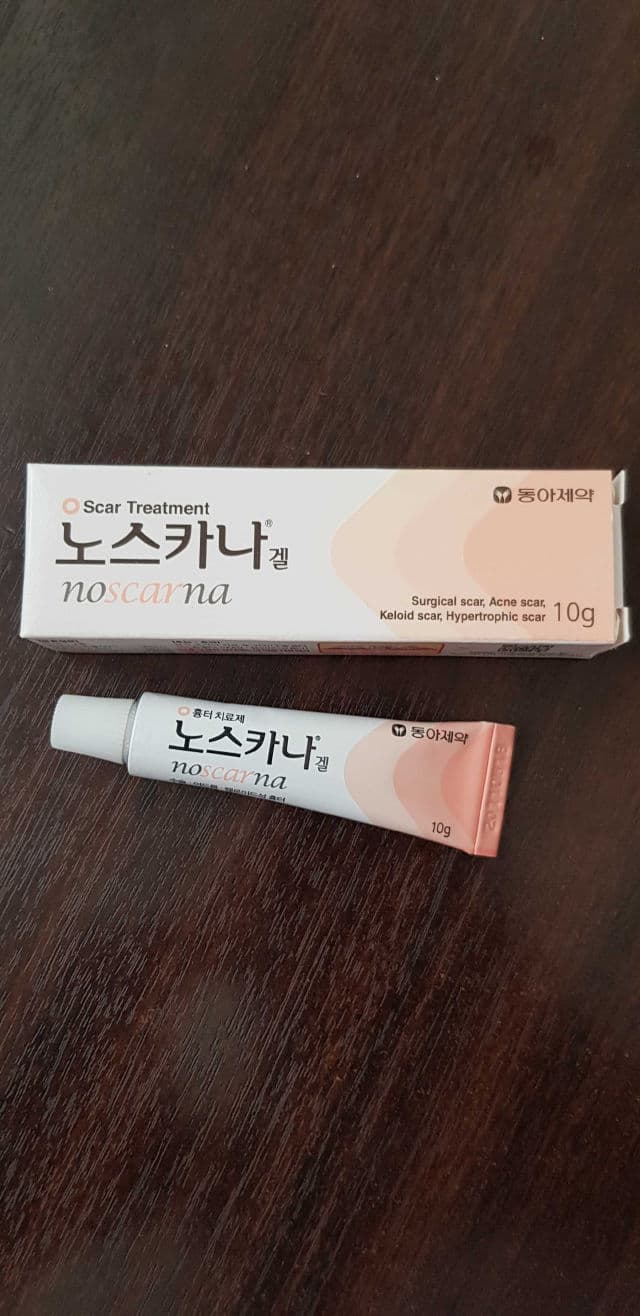 Scar Treatment
노스카나® 겔
noscarna
동아제약
Surgical scar, Acne scar,
Keloid scar, Hypertrophic scar 10g
흉터 치료제
노스카나® 겔
noscarna
동아제약
10g